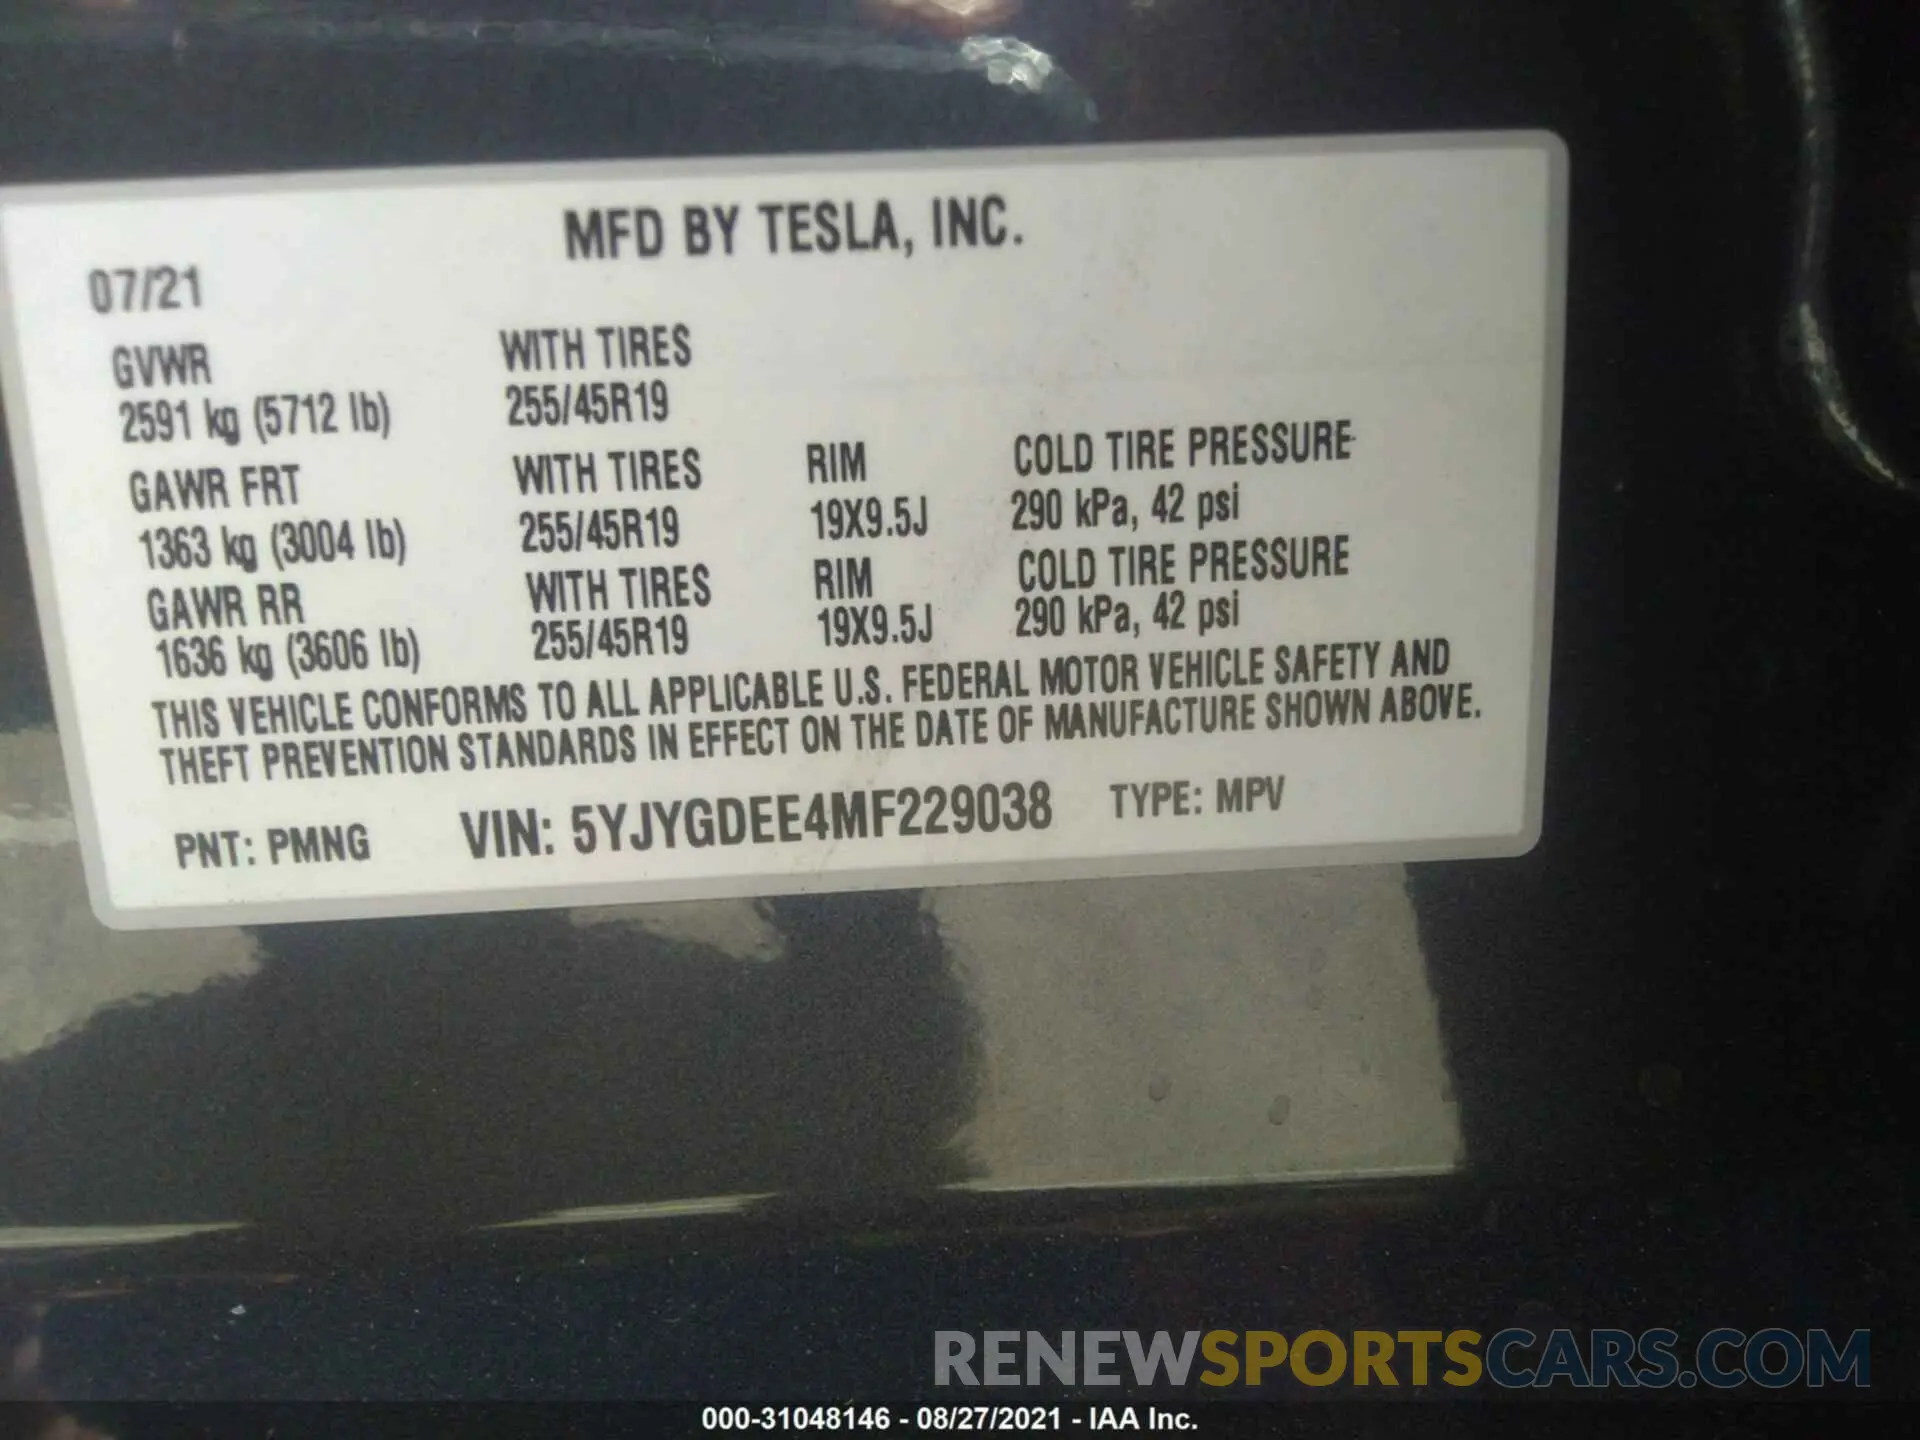 MFD BY TESLA, INC.
07/21
GVWR WITH TIRES
2591 kg (5712 lb) 255/45R19
GAWR FRT WITH TIRES RIM COLD TIRE PRESSURE
1363 kg (3004 lb) 255/45R19 19X9.5J 290 kPa, 42 psi
GAWR RR WITH TIRES RIM COLD TIRE PRESSURE
1636 kg (3606 lb) 255/45R19 19X9.5J 290 kPa, 42 psi
THIS VEHICLE CONFORMS TO ALL APPLICABLE U.S. FEDERAL MOTOR VEHICLE SAFETY AND
THEFT PREVENTION STANDARDS IN EFFECT ON THE DATE OF MANUFACTURE SHOWN ABOVE.
PNT: PMNG VIN: 5YJYGDEE4MF229038 TYPE: MPV
RENEWSPORTSCARS.COM
000-31048146 - 08/27/2021 - IAA Inc.